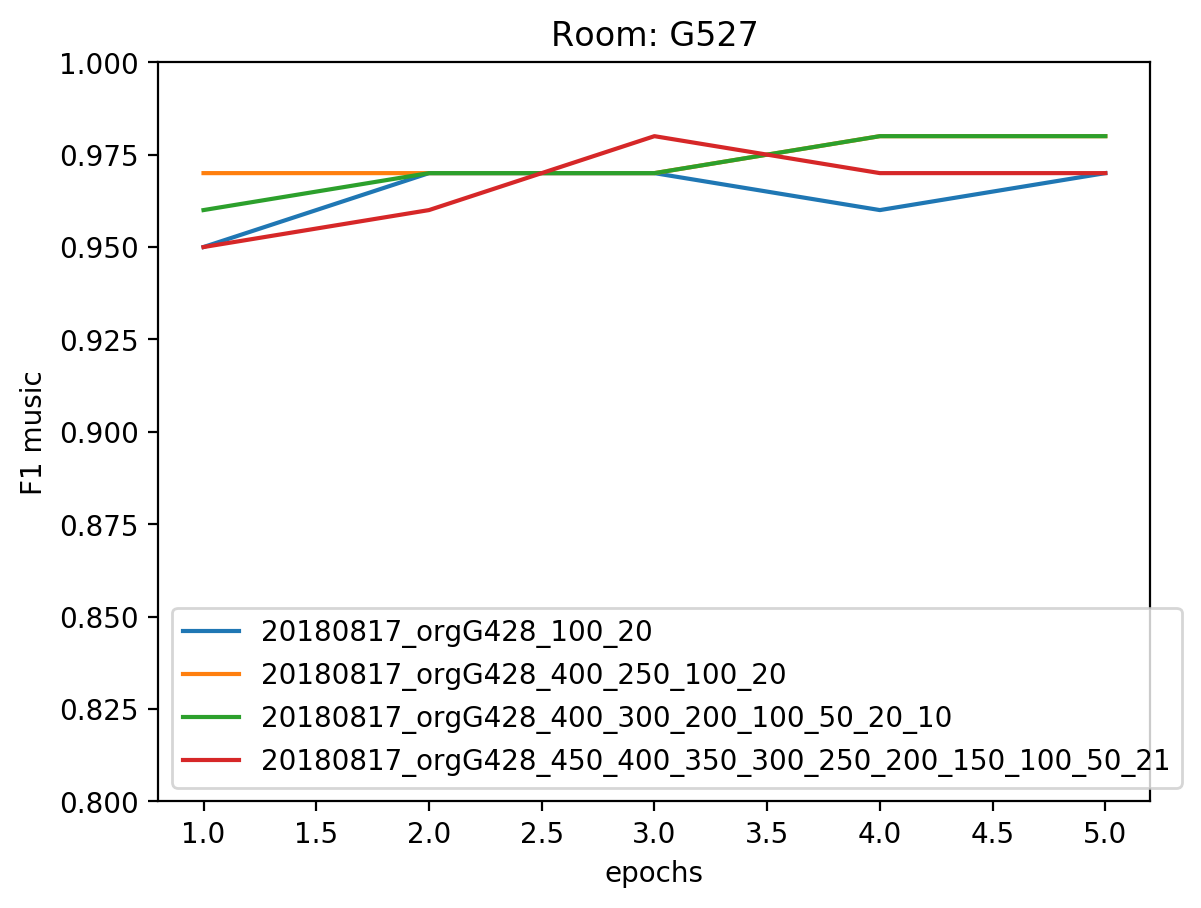 Room: G527
1.000
0.975
0.950
0.925
0.900
0.875
0.850
0.825
0.800
F1 music
20180817_orgG428_100_20
20180817_orgG428_400_250_100_20
20180817_orgG428_400_300_200_100_50_20_10
20180817_orgG428_450_400_350_300_250_200_150_100_50_21
1.0 1.5 2.0 2.5 3.0 3.5 4.0 4.5 5.0
epochs